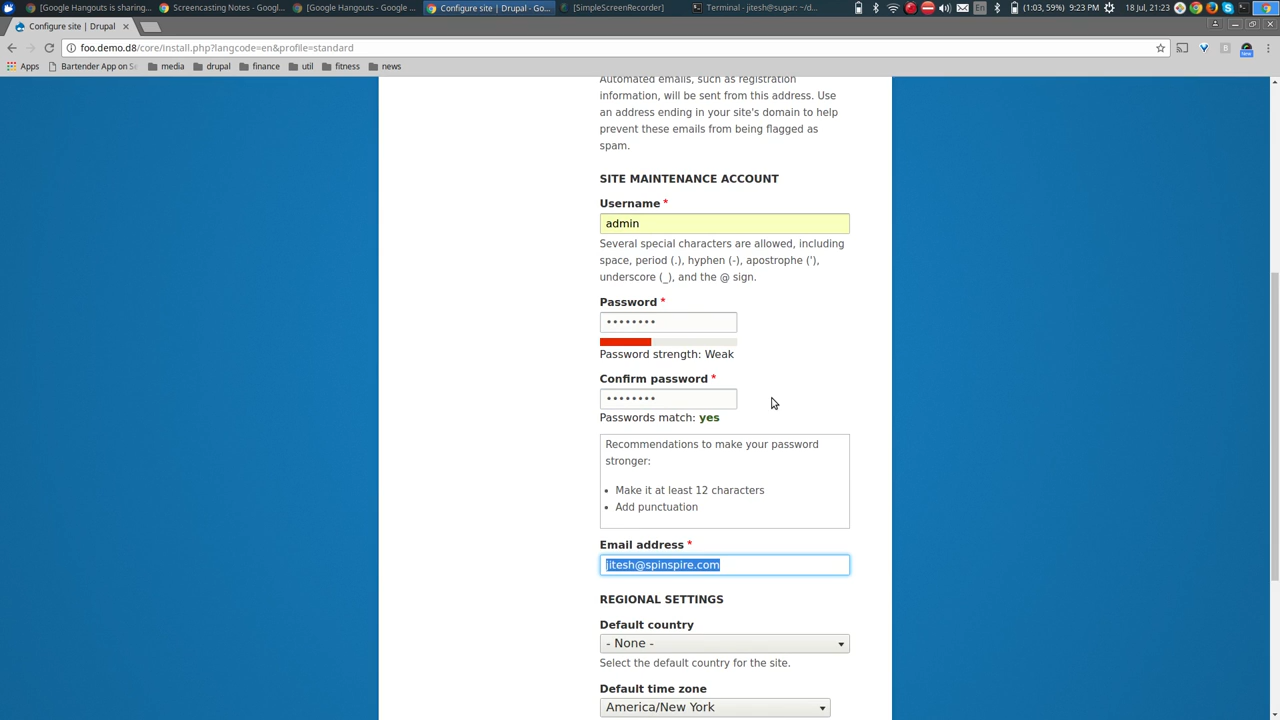 [Google Hangouts is sharing...
Screencasting Notes - Goo...
[Google Hangouts - Google ...
Configure site | Drupal - Go...
[SimpleScreenRecorder]
Terminal - jitesh@sugar: ~/d...
En
(1:03, 59%)
9:23 PM
18 Jul, 21:23
Configure site | Drupal
foo.demo.d8/core/install.php?langcode=en&profile=standard
Apps
Bartender App on S
media
drupal
finance
util
fitness
news
Automated emails, such as registration
information, will be sent from this address. Use
an address ending in your site's domain to help
prevent these emails from being flagged as
spam.
SITE MAINTENANCE ACCOUNT
Username *
admin
Several special characters are allowed, including
space, period (.), hyphen (-), apostrophe ('),
underscore (_), and the @ sign.
Password *
••••••••
Password strength: Weak
Confirm password *
••••••••
Passwords match: yes
Recommendations to make your password
stronger:
• Make it at least 12 characters
• Add punctuation
Email address *
jitesh@spinspire.com
REGIONAL SETTINGS
Default country
- None -
Select the default country for the site.
Default time zone
America/New York